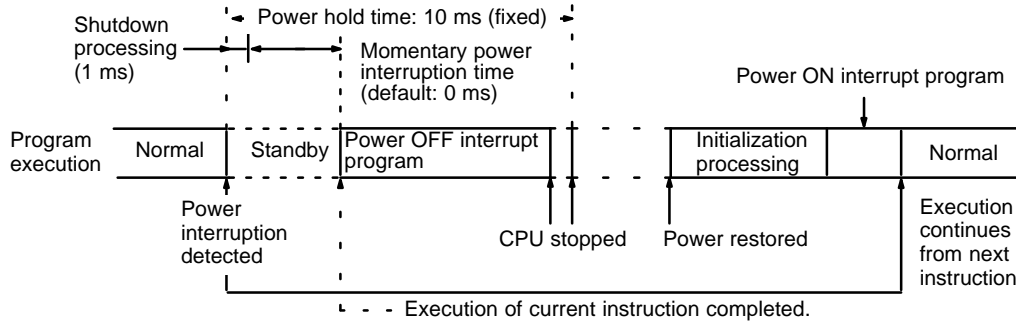 Power hold time: 10 ms (fixed)
Shutdown
processing
(1 ms)
Momentary power
interruption time
(default: 0 ms)
Power ON interrupt program
Program
execution
Normal
Standby
Power OFF interrupt
program
Initialization
processing
Normal
Power
interruption
detected
CPU stopped
Power restored
Execution
continues
from next
instruction
Execution of current instruction completed.